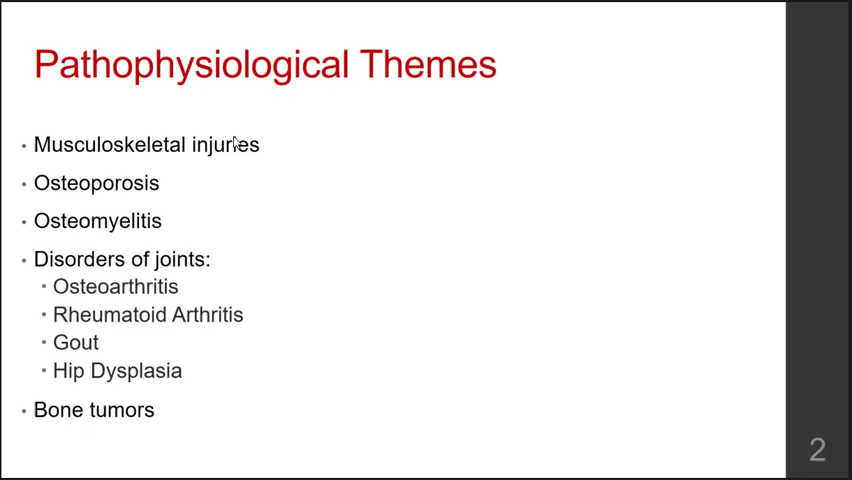 Pathophysiological Themes
• Musculoskeletal injuries
• Osteoporosis
• Osteomyelitis
• Disorders of joints:
• Osteoarthritis
• Rheumatoid Arthritis
• Gout
• Hip Dysplasia
• Bone tumors
2